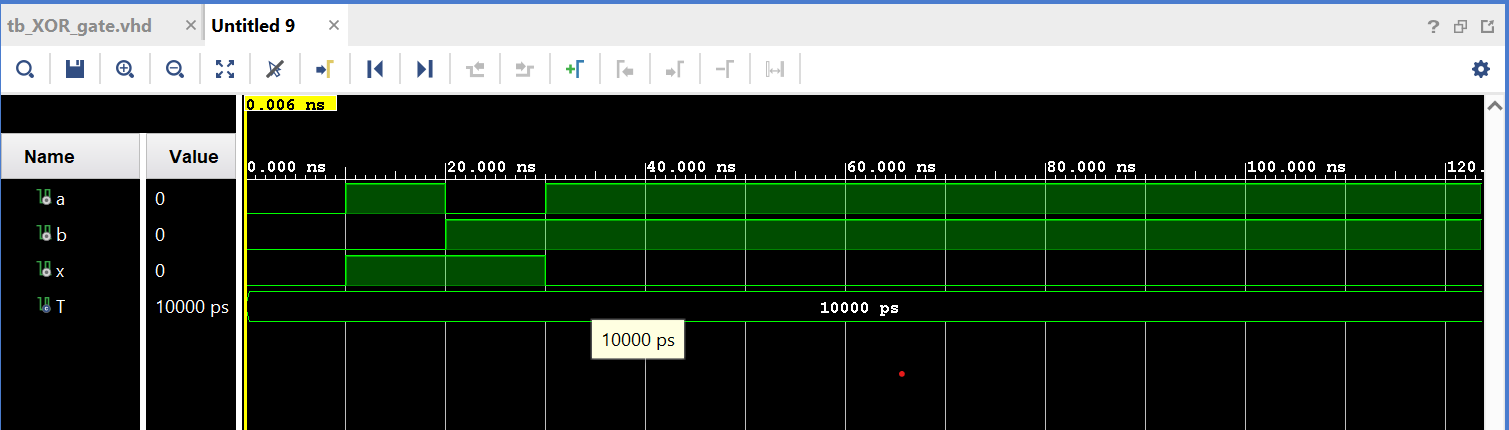 tb_XOR_gate.vhd × Untitled 9 ×
?
0.006 ns
Name Value
0.000 ns 20.000 ns 40.000 ns 60.000 ns 80.000 ns 100.000 ns 120.
a 0
b 0
x 0
T 10000 ps 10000 ps
10000 ps